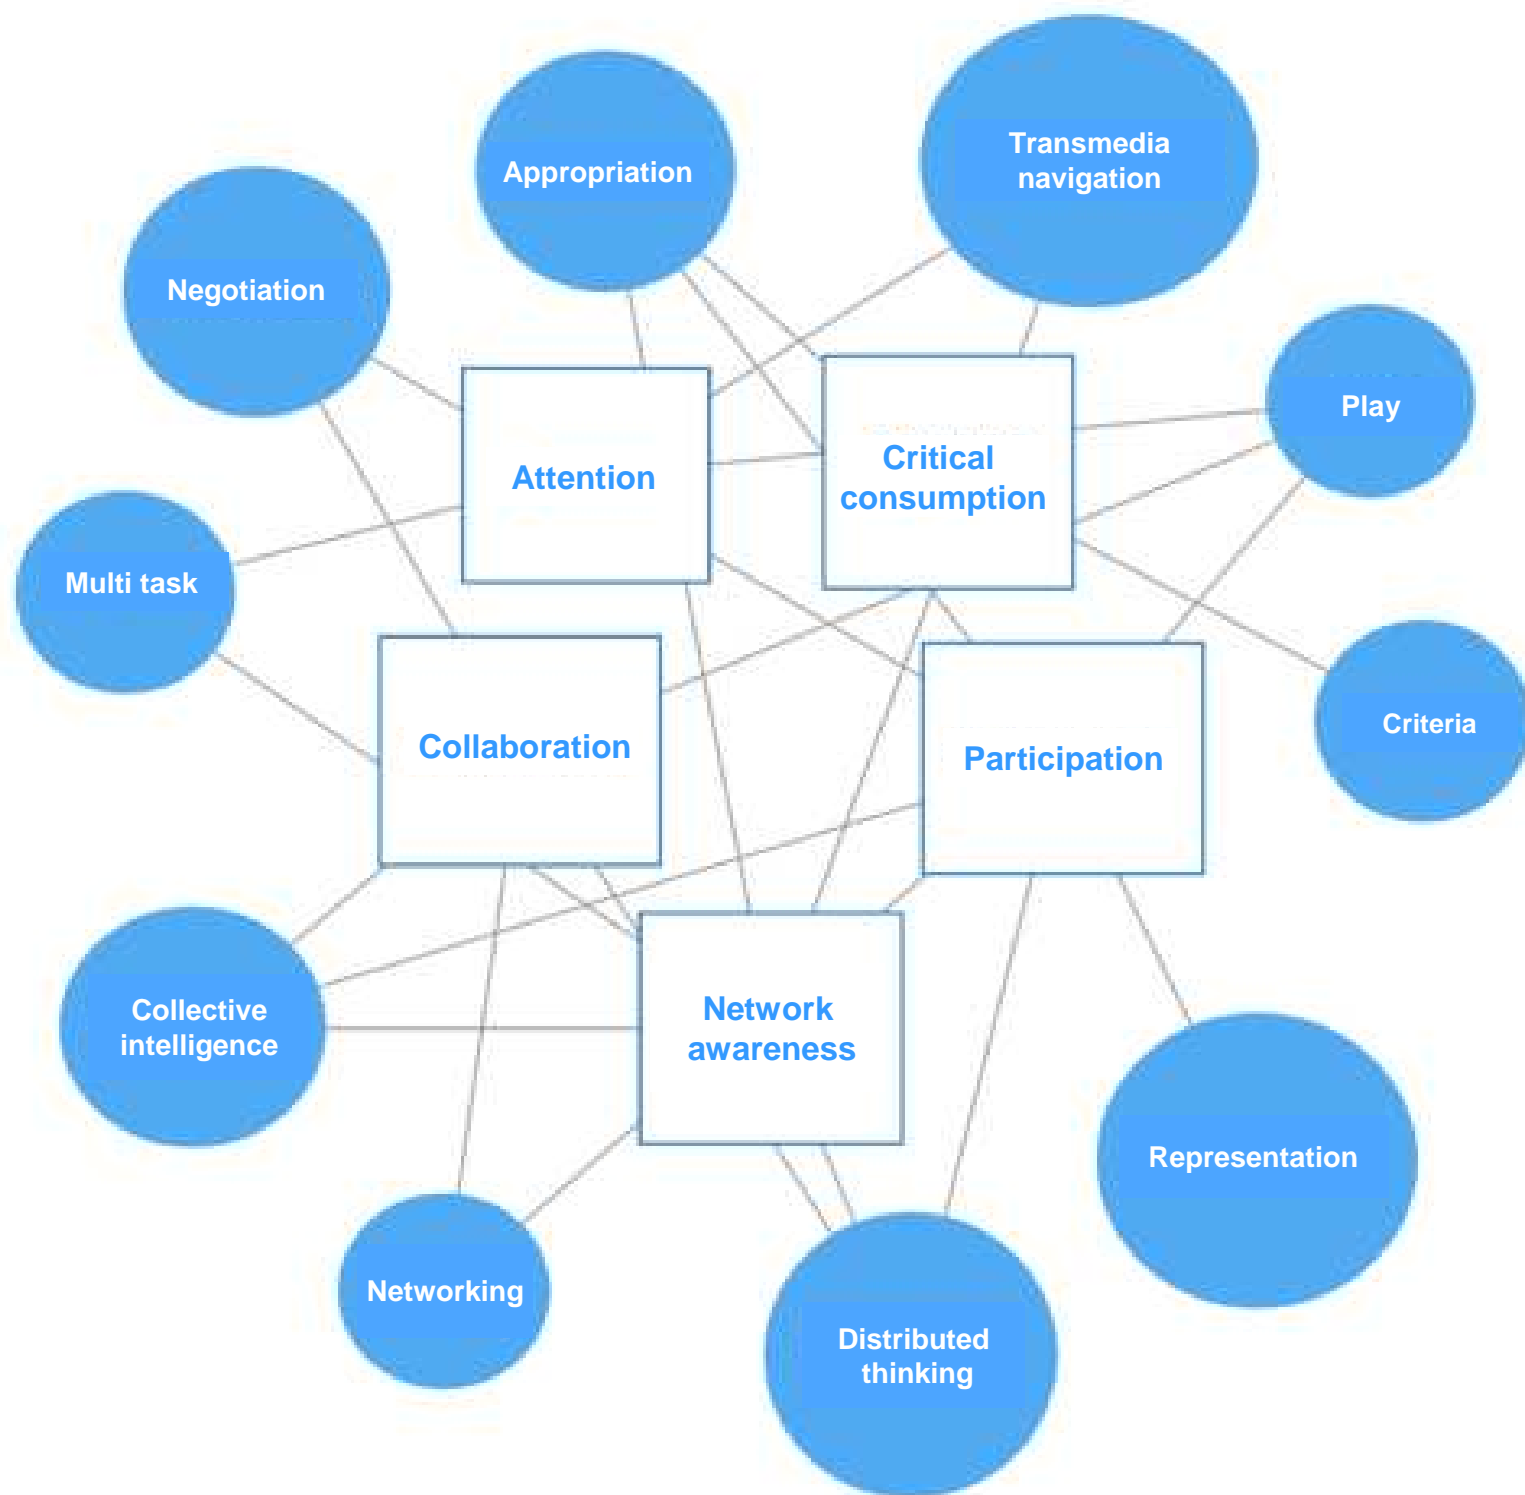 Transmedia
navigation
Appropriation
Negotiation
Play
Critical
consumption
Attention
Multi task
Criteria
Collaboration
Participation
Collective
intelligence
Network
awareness
Representation
Networking
Distributed
thinking